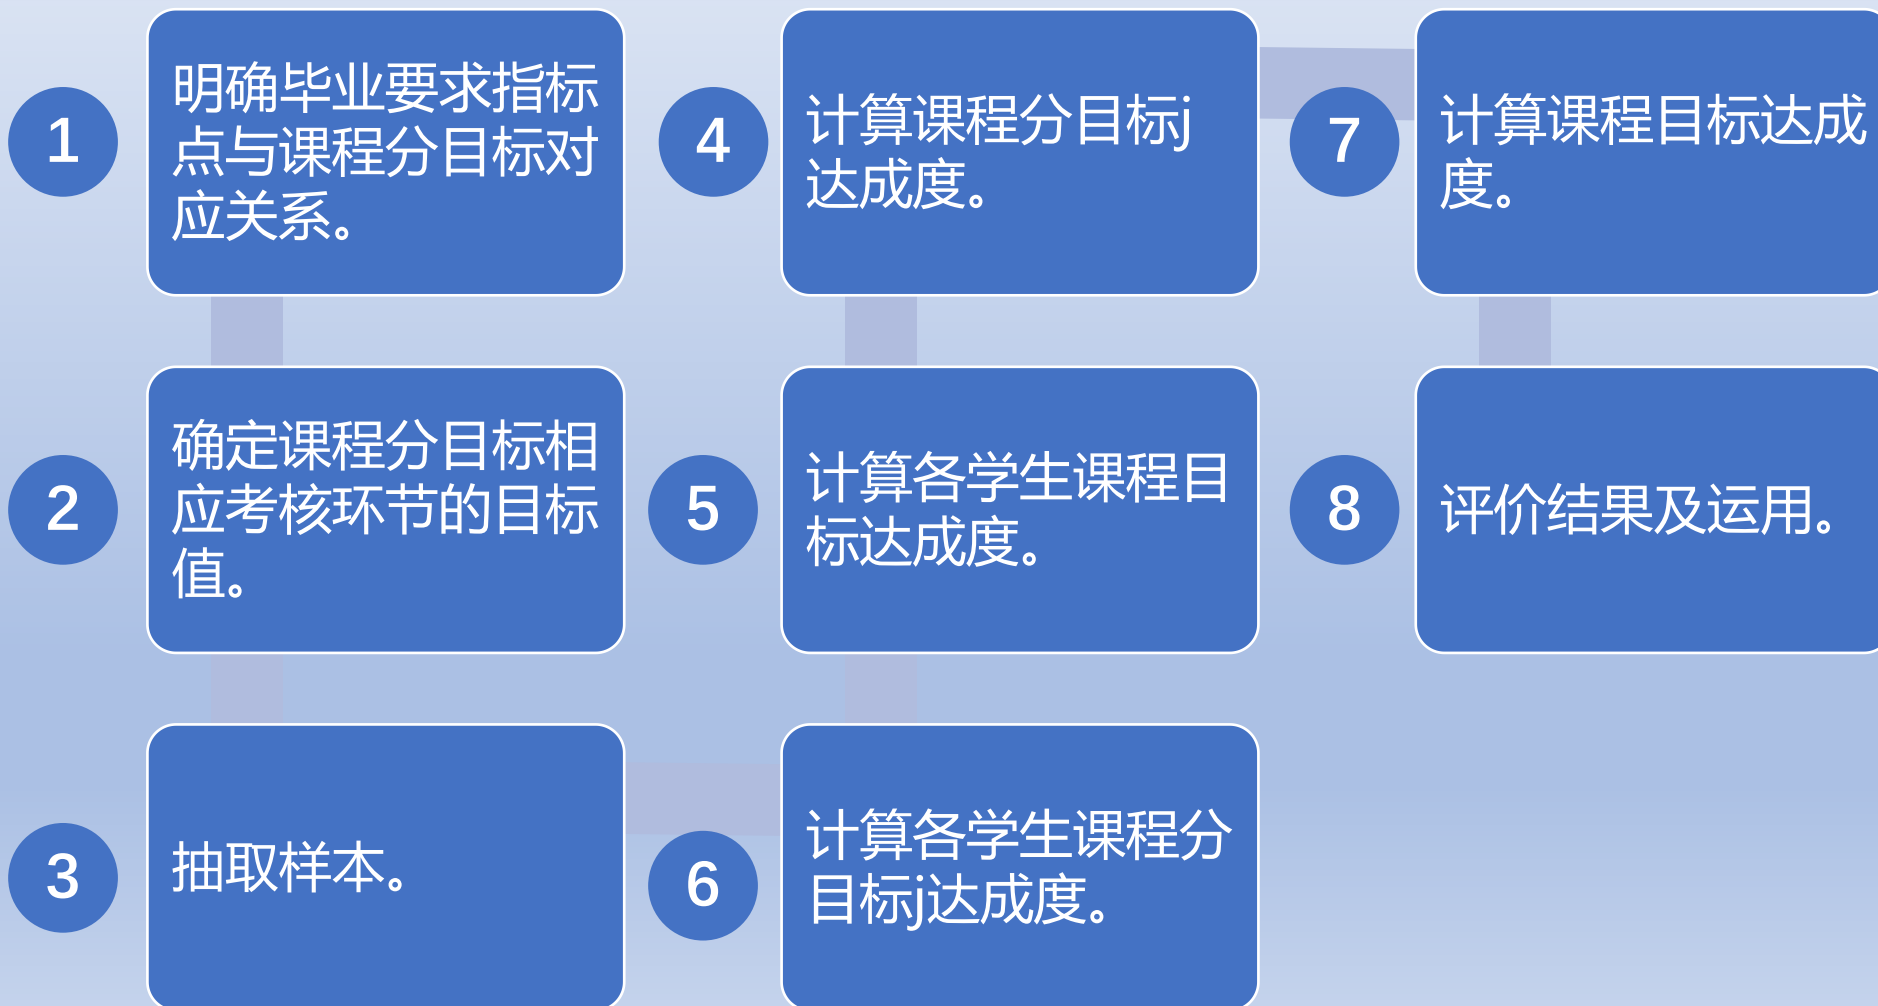 1
明确毕业要求指标
点与课程分目标对
应关系。
2
确定课程分目标相
应考核环节的目标
值。
3
抽取样本。
4
计算课程分目标j
达成度。
5
计算各学生课程目
标达成度。
6
计算各学生课程分
目标j达成度。
7
计算课程目标达成
度。
8
评价结果及运用。